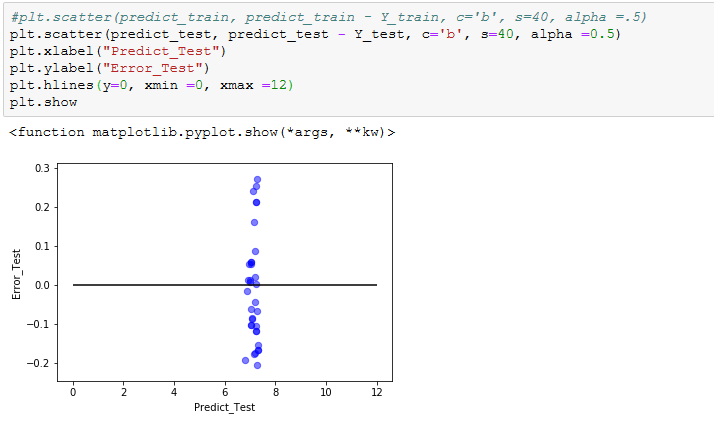 #plt.scatter(predict_train, predict_train - Y_train, c='b', s=40, alpha =.5)
plt.scatter(predict_test, predict_test - Y_test, c='b', s=40, alpha =0.5)
plt.xlabel("Predict_Test")
plt.ylabel("Error_Test")
plt.hlines(y=0, xmin =0, xmax =12)
plt.show
<function matplotlib.pyplot.show(*args, **kw)>
0.3
0.2
0.1
0.0
−0.1
−0.2
Error_Test
0 2 4 6 8 10 12
Predict_Test